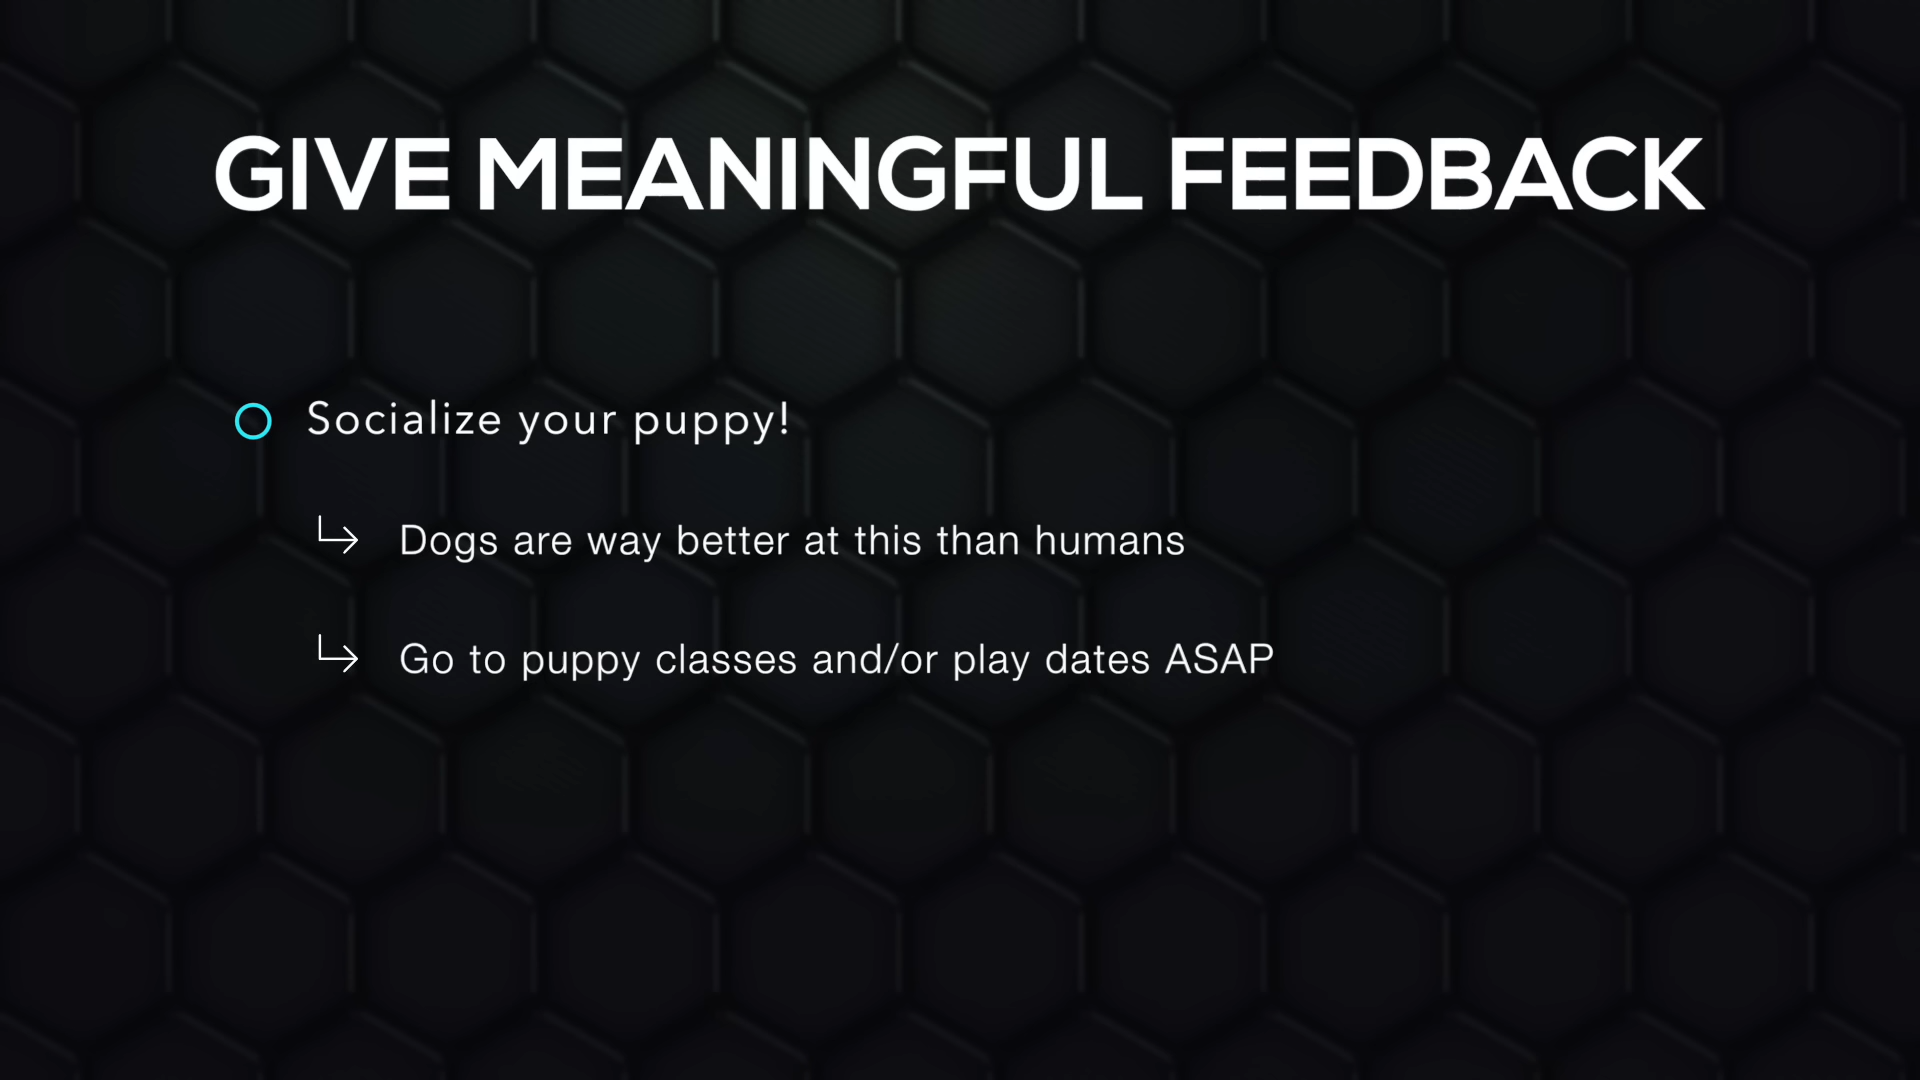 GIVE MEANINGFUL FEEDBACK
Socialize your puppy!
Dogs are way better at this than humans
Go to puppy classes and/or play dates ASAP